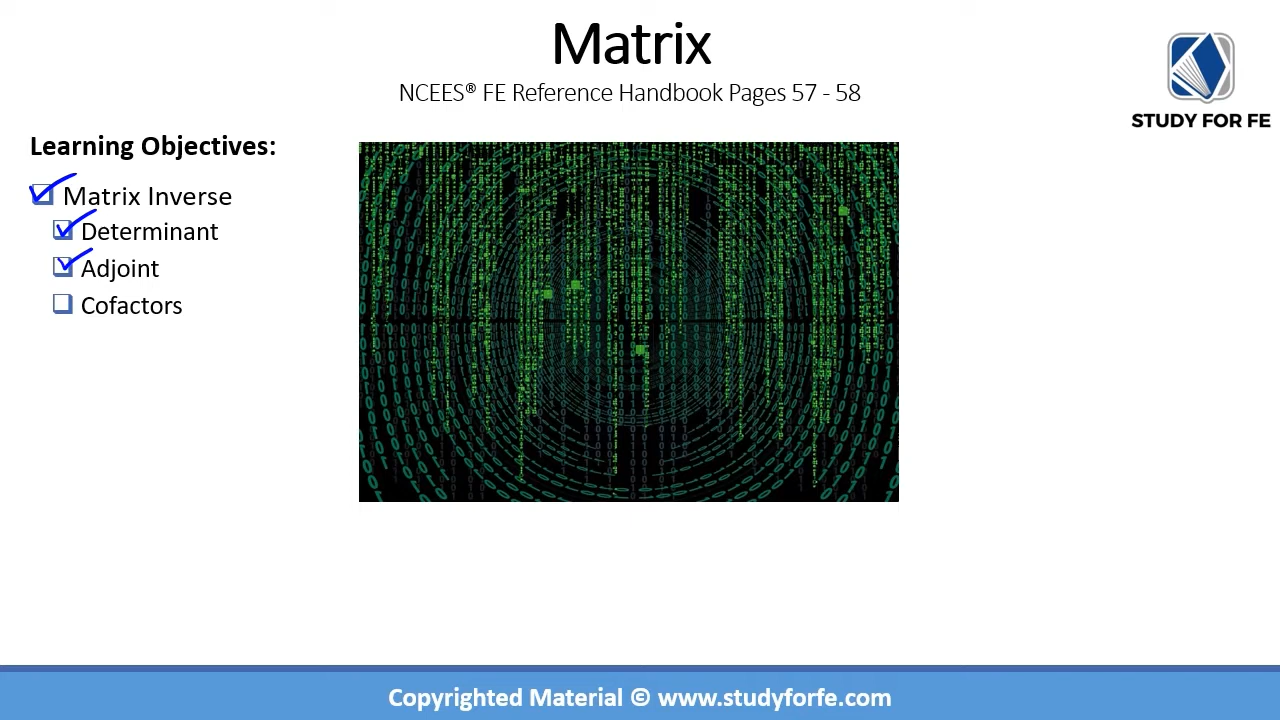 Matrix
NCEES® FE Reference Handbook Pages 57 - 58
STUDY FOR FE
Learning Objectives:
Matrix Inverse
Determinant
Adjoint
Cofactors
Copyrighted Material © www.studyforfe.com